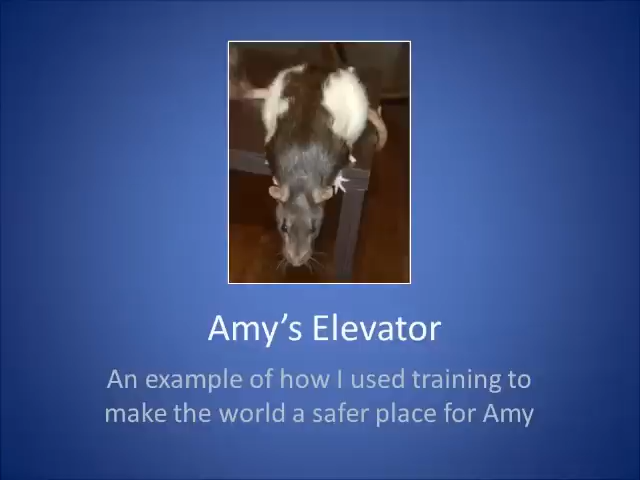 Amy’s Elevator
An example of how I used training to
make the world a safer place for Amy